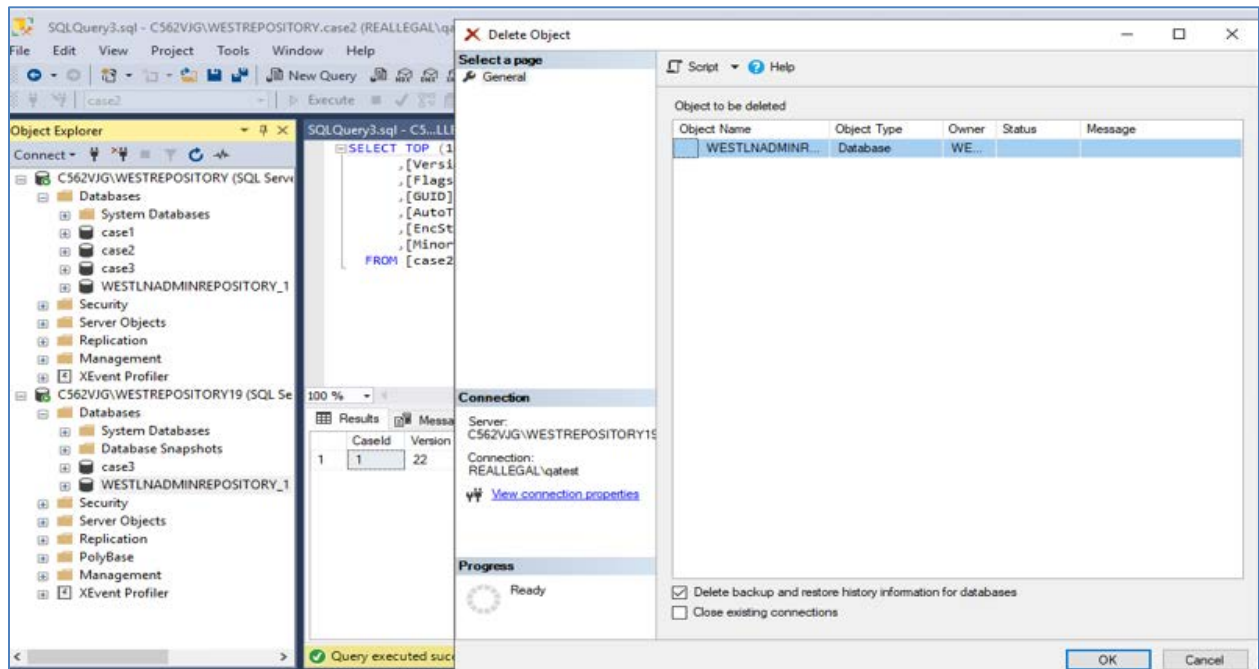 SQLQuery3.sql - C562VJG\WESTREPOSITORY.case2 (REALLEGAL\qa
File Edit View Project Tools Window Help
New Query
case2
Execute
Object Explorer
Connect
C562VJG\WESTREPOSITORY (SQL Serve
Databases
System Databases
case1
case2
case3
WESTLNADMINREPOSITORY_1
Security
Server Objects
Replication
Management
XEvent Profiler
C562VJG\WESTREPOSITORY19 (SQL Se
Databases
System Databases
Database Snapshots
case3
WESTLNADMINREPOSITORY_1
Security
Server Objects
Replication
PolyBase
Management
XEvent Profiler
SQLQuery3.sql - C5...LLE
SELECT TOP (1
,[Versi
,[Flags
,[GUID]
,[AutoT
,[EncSt
,[Minor
FROM [case2
100 %
Results Messa
CaseId Version
1 1 22
Query executed succ
Delete Object
Select a page
General
Connection
Server:
C562VJG\WESTREPOSITORY19
Connection:
REALLEGAL\qatest
View connection properties
Progress
Ready
Script Help
Object to be deleted
Object Name Object Type Owner Status Message
WESTLNADMINR... Database WE...
Delete backup and restore history information for databases
Close existing connections
OK Cancel